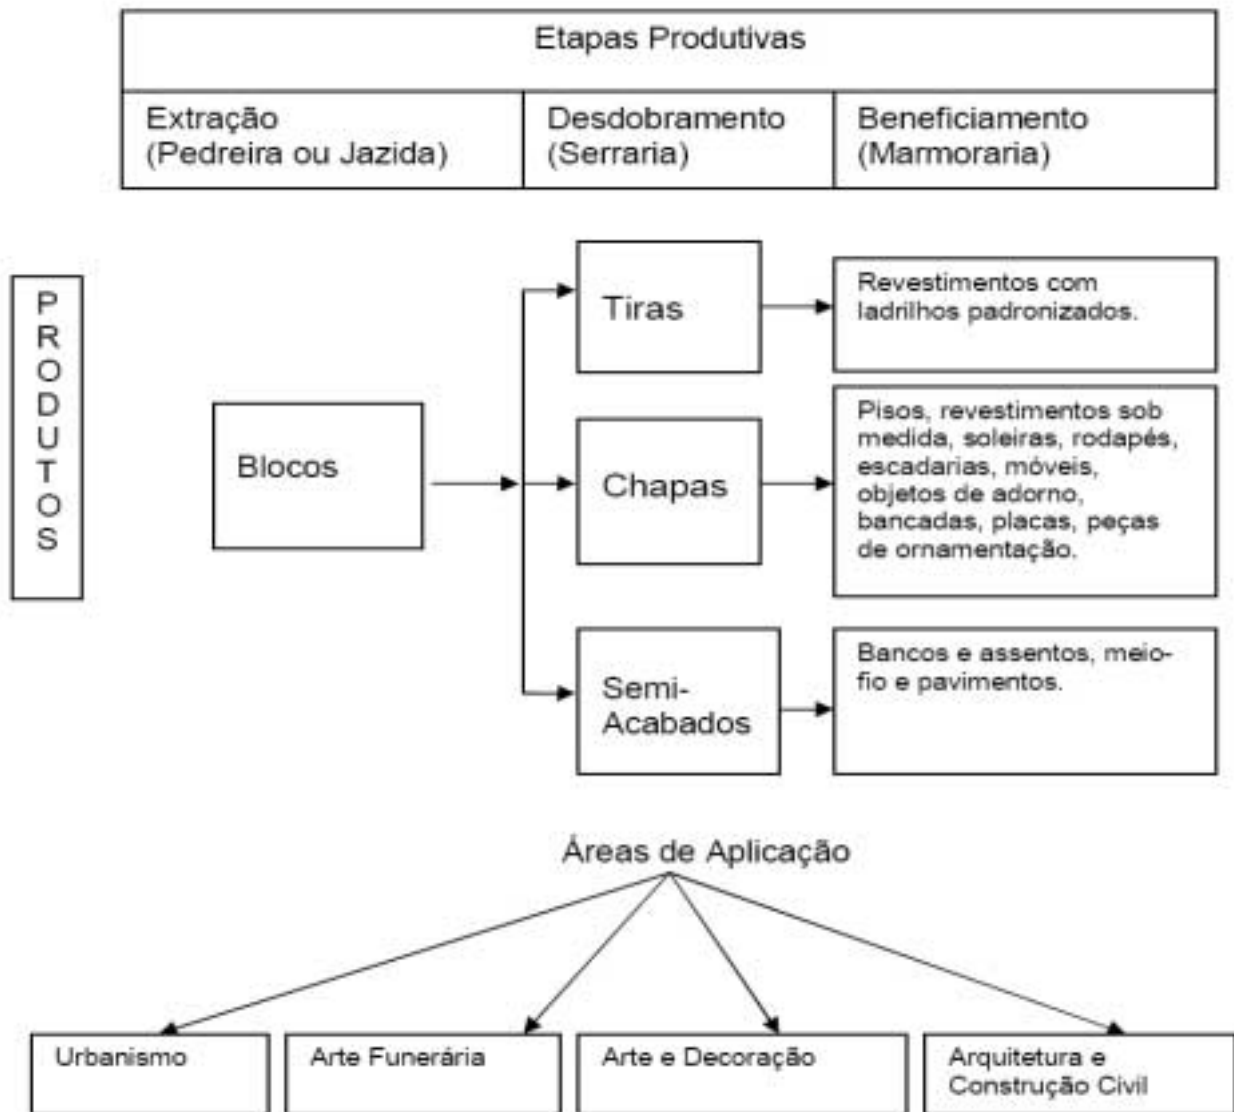 Etapas Produtivas
Extração
(Pedreira ou Jazida)
Desdobramento
(Serraria)
Beneficiamento
(Marmoraria)
PRODUTOS
Blocos
Tiras
Revestimentos com
ladrilhos padronizados.
Chapas
Pisos, revestimentos sob
medida, soleiras, rodapés,
escadarias, móveis,
objetos de adorno,
bancadas, placas, peças
de ornamentação.
Semi-
Acabados
Bancos e assentos, meio-
fio e pavimentos.
Áreas de Aplicação
Urbanismo
Arte Funerária
Arte e Decoração
Arquitetura e
Construção Civil